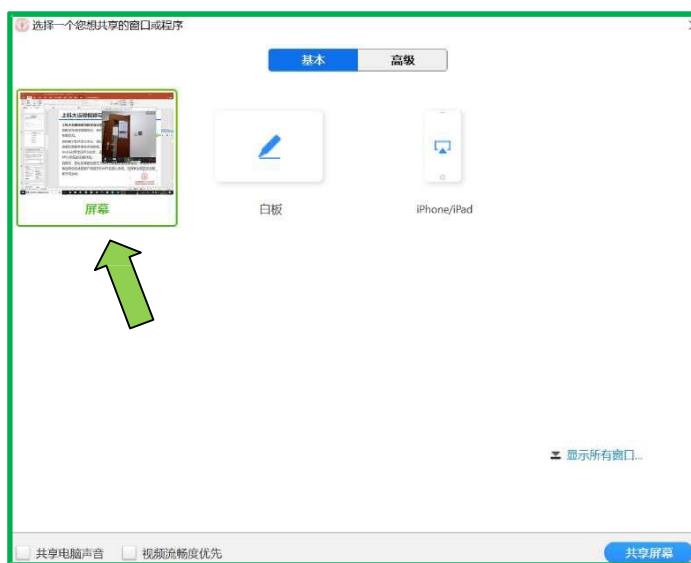 选择一个您想共享的窗口或程序
基本 高级
屏幕 白板 iPhone/iPad
显示所有窗口...
共享电脑声音 视频流畅度优先 共享屏幕